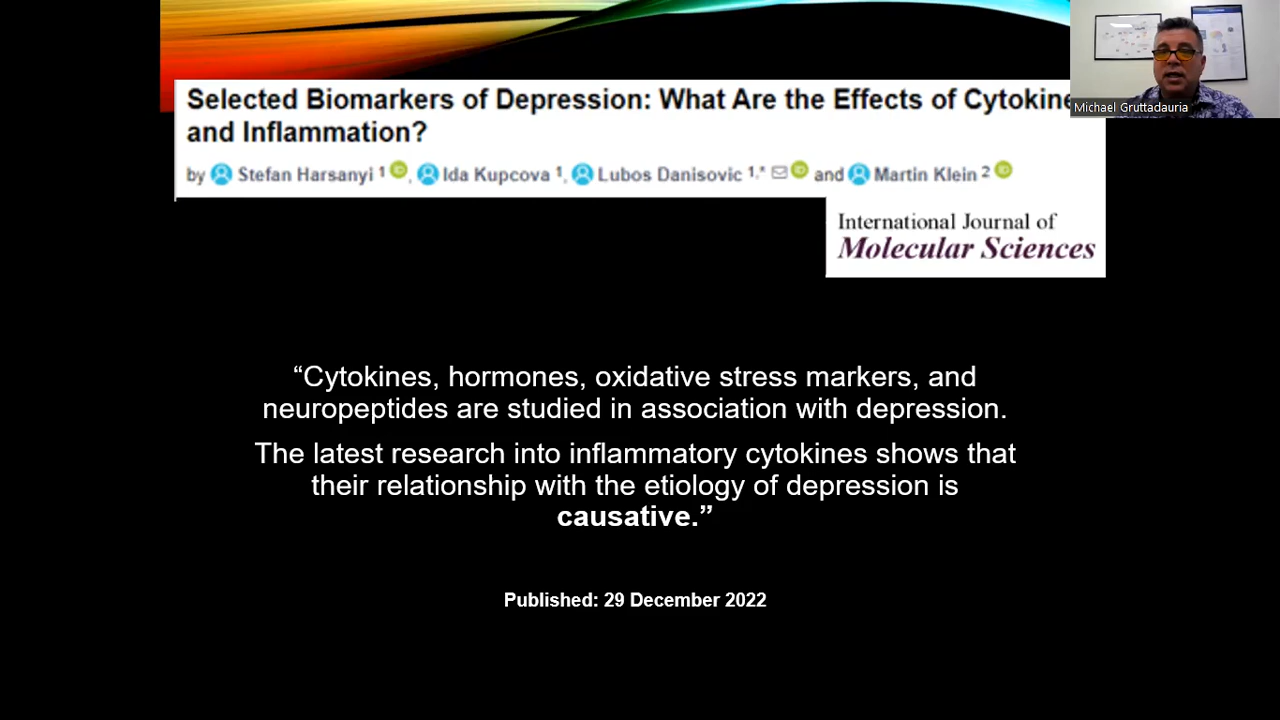 Selected Biomarkers of Depression: What Are the Effects of
and Inflammation?
by Stefan Harsanyi 1, Ida Kupcova 1, Lubos Danisovic 1,* and Martin Klein 2
International Journal of
Molecular Sciences
Michael Gruttadauria
“Cytokines, hormones, oxidative stress markers, and
neuropeptides are studied in association with depression.
The latest research into inflammatory cytokines shows that
their relationship with the etiology of depression is
causative.”
Published: 29 December 2022